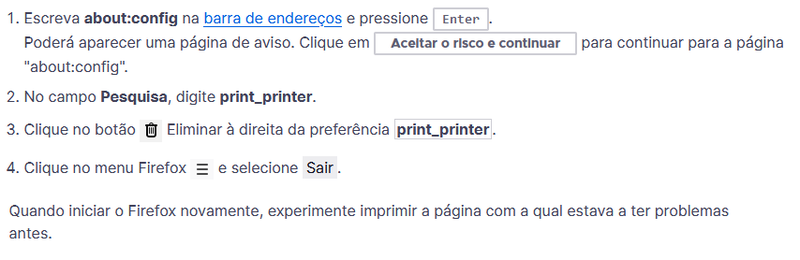 1. Escreva about:config na barra de endereços e pressione Enter.
Poderá aparecer uma página de aviso. Clique em Aceitar o risco e continuar para continuar para a página
"about:config".
2. No campo Pesquisa, digite print_printer.
3. Clique no botão Eliminar à direita da preferência print_printer.
4. Clique no menu Firefox e selecione Sair.
Quando iniciar o Firefox novamente, experimente imprimir a página com a qual estava a ter problemas
antes.